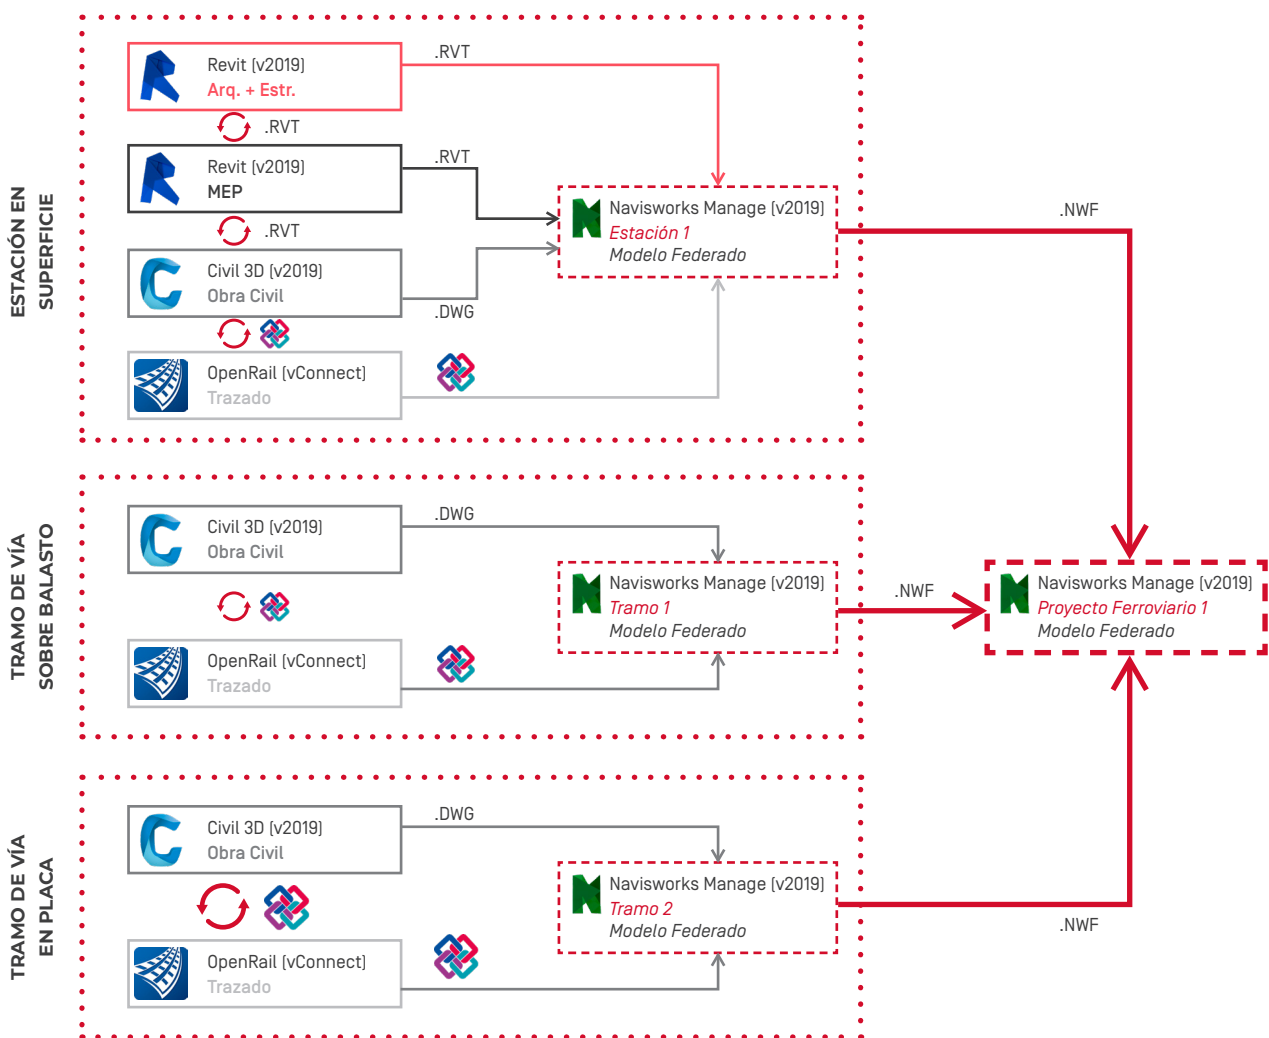 ESTACIÓN EN
SUPERFICIE
Revit (v2019)
Arq. + Estr.
.RVT
.RVT
Revit (v2019)
MEP
.RVT
.RVT
Civil 3D (v2019)
Obra Civil
.DWG
OpenRail (vConnect)
Trazado
Navisworks Manage (v2019)
Estación 1
Modelo Federado
.NWF
TRAMO DE VÍA
SOBRE BALASTO
Civil 3D (v2019)
Obra Civil
.DWG
OpenRail (vConnect)
Trazado
Navisworks Manage (v2019)
Tramo 1
Modelo Federado
.NWF
Navisworks Manage (v2019)
Proyecto Ferroviario 1
Modelo Federado
TRAMO DE VÍA
EN PLACA
Civil 3D (v2019)
Obra Civil
.DWG
OpenRail (vConnect)
Trazado
Navisworks Manage (v2019)
Tramo 2
Modelo Federado
.NWF